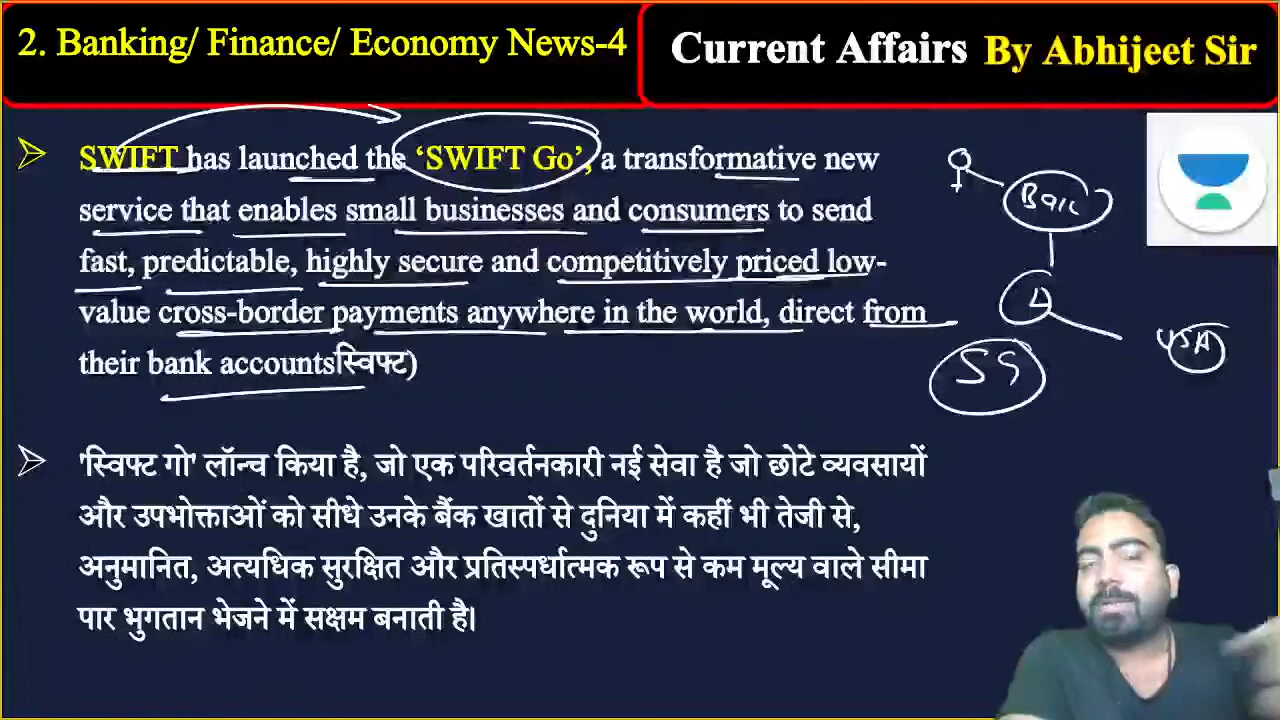 2. Banking/ Finance/ Economy News-4
Current Affairs By Abhijeet Sir
SWIFT has launched the ‘SWIFT Go’, a transformative new
service that enables small businesses and consumers to send
fast, predictable, highly secure and competitively priced low-
value cross-border payments anywhere in the world, direct from
their bank accountsस्विफ्ट)
'स्विफ्ट गो' लॉन्च किया है, जो एक परिवर्तनकारी नई सेवा है जो छोटे व्यवसायों
और उपभोक्ताओं को सीधे उनके बैंक खातों से दुनिया में कहीं भी तेजी से,
अनुमानित, अत्यधिक सुरक्षित और प्रतिस्पर्धात्मक रूप से कम मूल्य वाले सीमा
पार भुगतान भेजने में सक्षम बनाती है।
USA